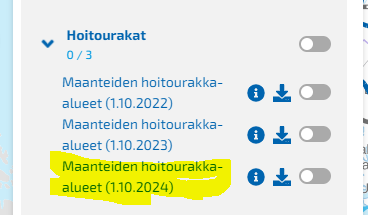 Hoitourakat
0 / 3
Maanteiden hoitourakka-
alueet (1.10.2022)
Maanteiden hoitourakka-
alueet (1.10.2023)
Maanteiden hoitourakka-
alueet (1.10.2024)